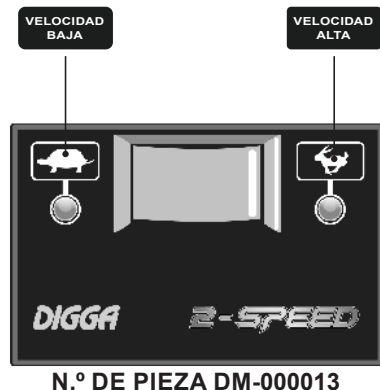 VELOCIDAD
BAJA
VELOCIDAD
ALTA
DIGGA 2-SPEED
N.º DE PIEZA DM-000013